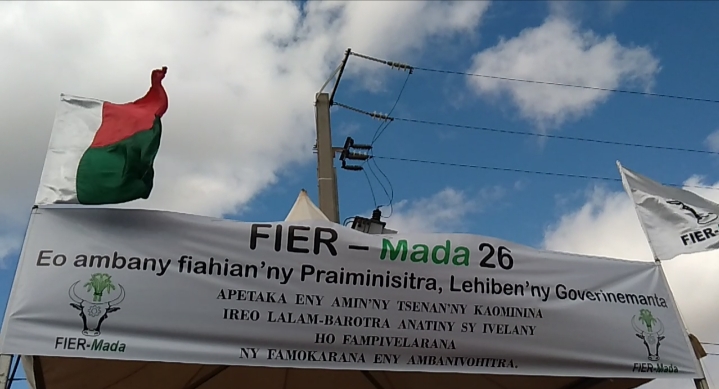 FIER – Mada 26
Eo ambany fiahian'ny Praiminisitra, Lehiben'ny Goverinemanta
APETAKA ENY AMIN'NY TSENAN'NY KAOMININA
IREO LALAM-BAROTRA ANATINY SY IVELANY
HO FAMPIVELARANA
NY FAMOKARANA ENY AMBANIVOHITRA.
FIER-Mada
FIER-Mada
FIER-